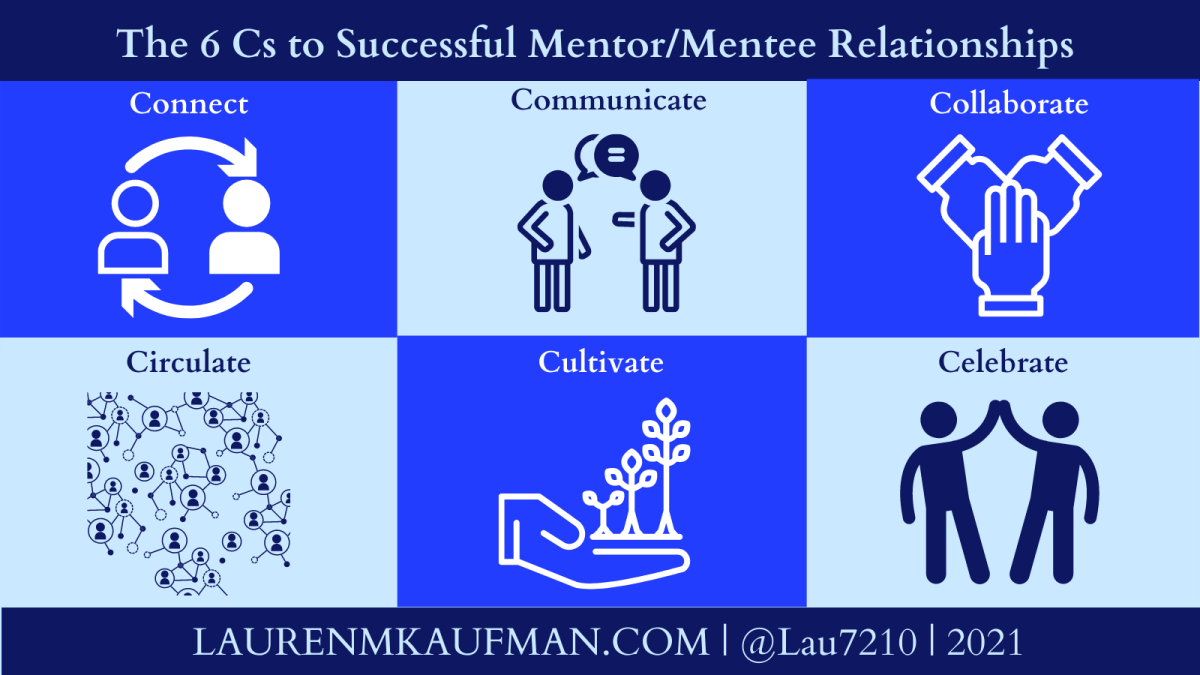 The 6 Cs to Successful Mentor/Mentee Relationships
Connect
Communicate
Collaborate
Circulate
Cultivate
Celebrate
LAURENMKAUFMAN.COM | @Lau7210 | 2021